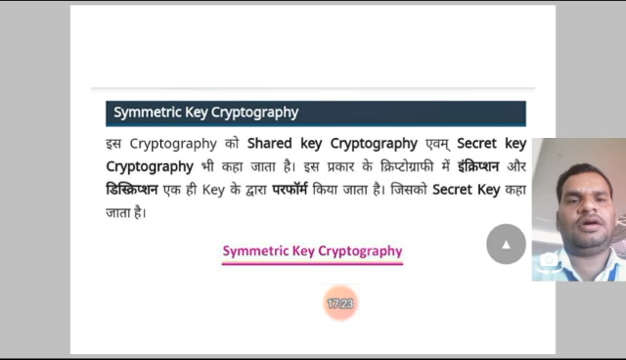 Symmetric Key Cryptography
इस Cryptography को Shared key Cryptography एवम् Secret key
Cryptography भी कहा जाता है। इस प्रकार के क्रिप्टोग्राफी में इंक्रिप्शन और
डिस्क्रिप्शन एक ही Key के द्वारा परफॉर्म किया जाता है। जिसको Secret Key कहा
जाता है।
Symmetric Key Cryptography
17:23